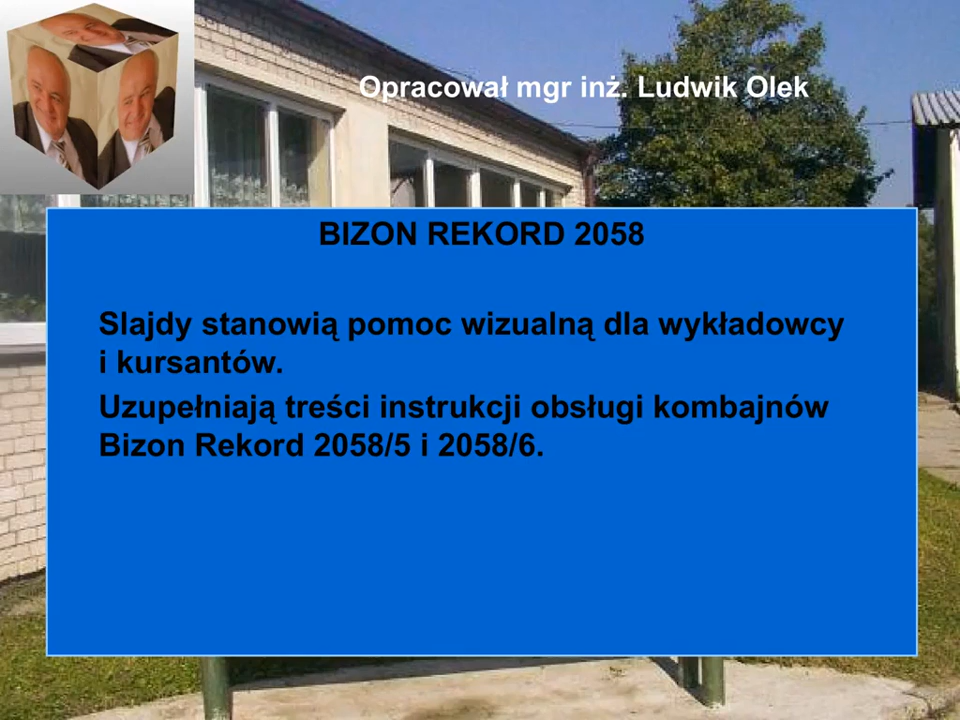 Opracował mgr inż. Ludwik Olek
BIZON REKORD 2058
Slajdy stanowią pomoc wizualną dla wykładowcy
i kursantów.
Uzupełniają treści instrukcji obsługi kombajnów
Bizon Rekord 2058/5 i 2058/6.